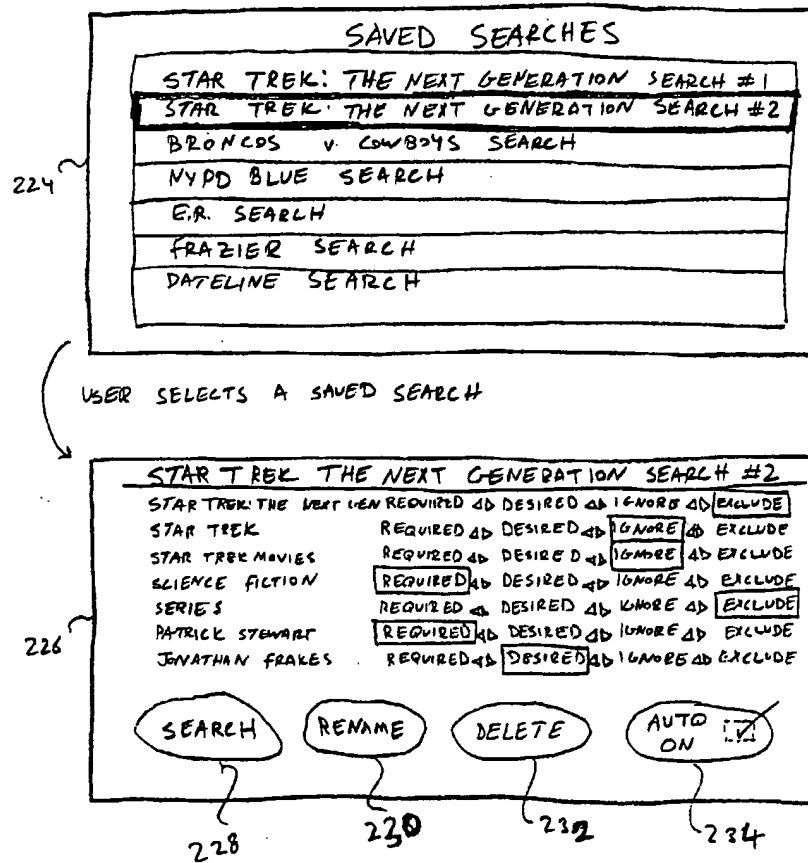 SAVED SEARCHES
STAR TREK: THE NEXT GENERATION SEARCH #1
STAR TREK: THE NEXT GENERATION SEARCH #2
BRONCOS v. COWBOYS SEARCH
224
NYPD BLUE SEARCH
E.R. SEARCH
FRAZIER SEARCH
DATELINE SEARCH
USER SELECTS A SAVED SEARCH
STAR TREK THE NEXT GENERATION SEARCH #2
STAR TREK: THE NEXT GEN REQUIRED DESIRED IGNORE EXCLUDE
STAR TREK REQUIRED DESIRED IGNORE EXCLUDE
STAR TREK MOVIES REQUIRED DESIRED IGNORE EXCLUDE
SCIENCE FICTION REQUIRED DESIRED IGNORE EXCLUDE
SERIES REQUIRED DESIRED IGNORE EXCLUDE
226
PATRICK STEWART REQUIRED DESIRED IGNORE EXCLUDE
JONATHAN FRAKES REQUIRED DESIRED IGNORE EXCLUDE
SEARCH RENAME DELETE AUTO ON
228 230 232 234